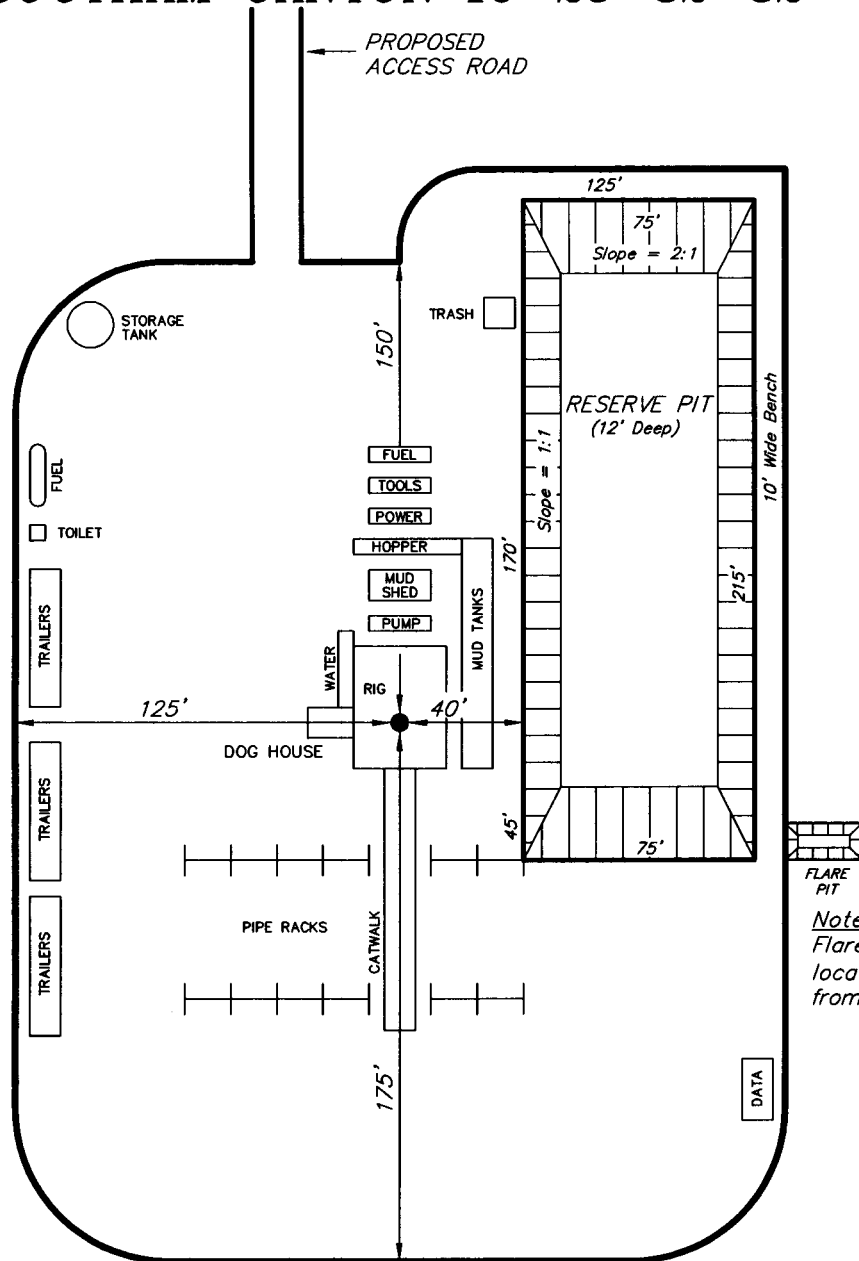 PROPOSED
ACCESS ROAD
125'
75'
Slope = 2:1
STORAGE
TANK
TRASH
150'
RESERVE PIT
(12' Deep)
10' Wide Bench
Slope = 1:1
FUEL
FUEL
TOOLS
POWER
TOILET
HOPPER
170'
MUD
SHED
215'
TRAILERS
PUMP
MUD TANKS
WATER
RIG
125'
40'
DOG HOUSE
TRAILERS
45'
75'
FLARE
PIT
PIPE RACKS
CATWALK
TRAILERS
Note
Flare
loca
from
175'
DATA